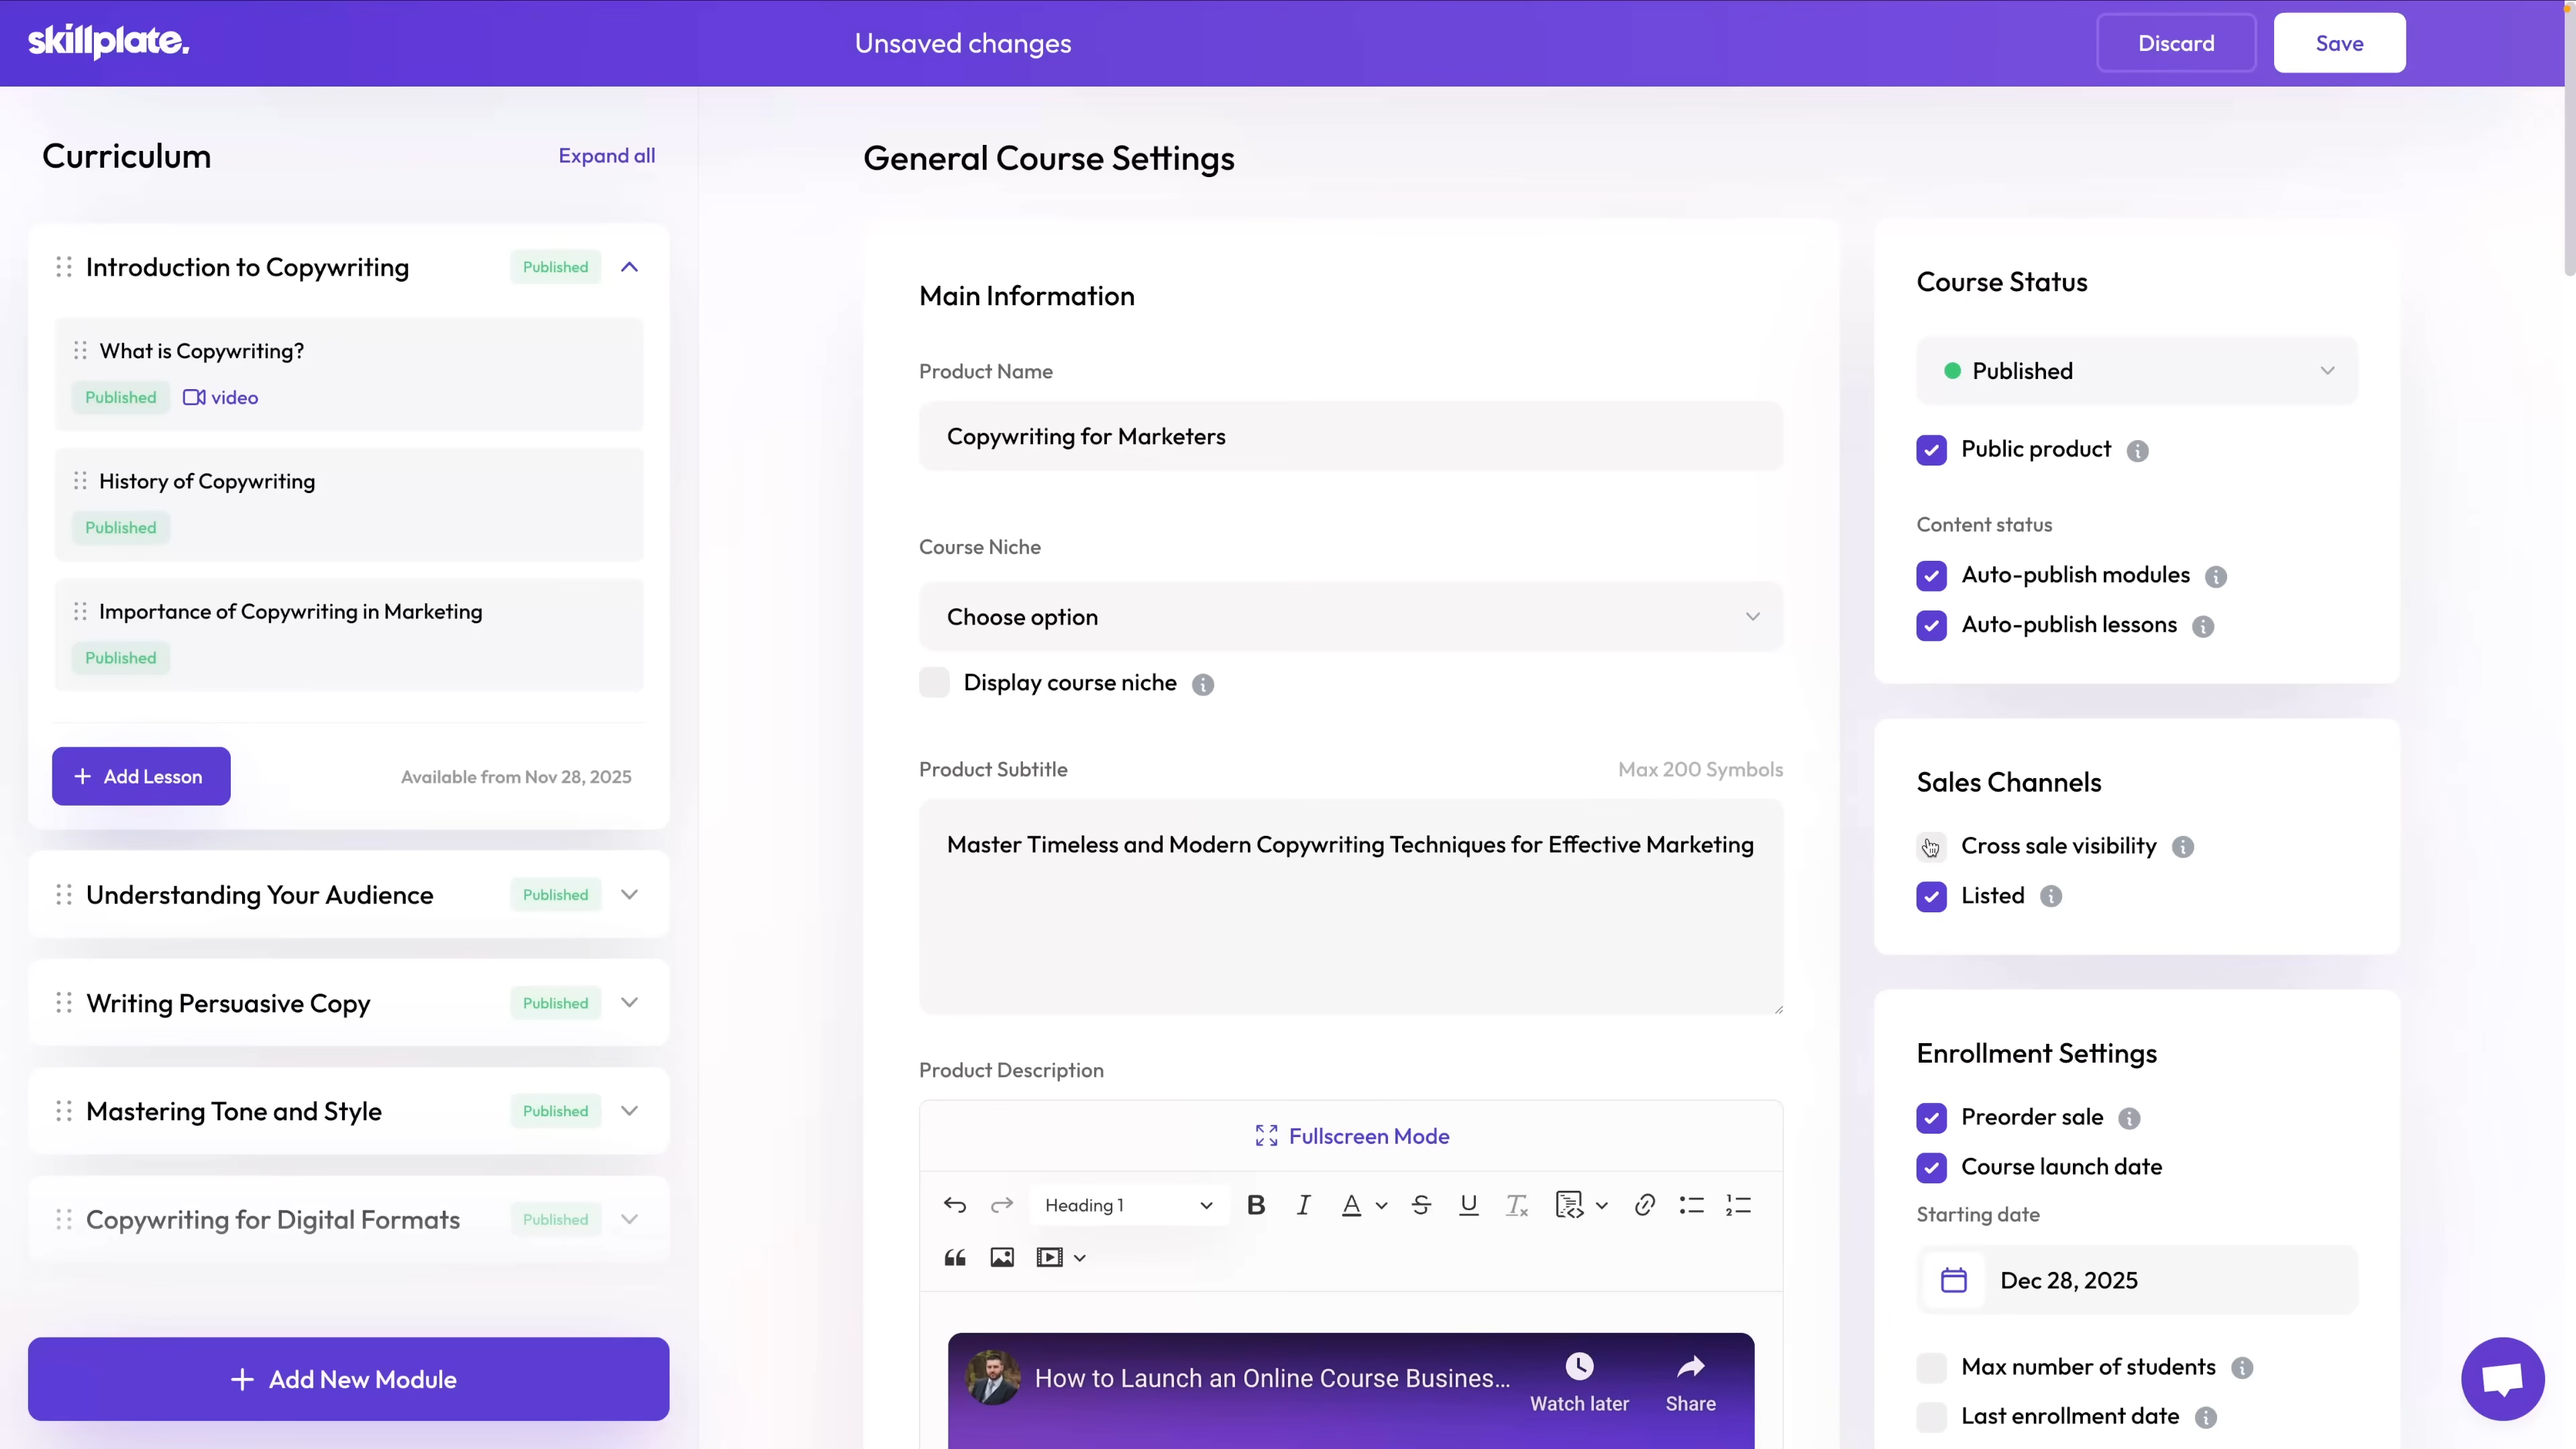 skillplate.
Unsaved changes
Discard
Save
Curriculum
Expand all
Introduction to Copywriting
Published
What is Copywriting?
Published
video
History of Copywriting
Published
Importance of Copywriting in Marketing
Published
+ Add Lesson
Available from Nov 28, 2025
Understanding Your Audience
Published
Writing Persuasive Copy
Published
Mastering Tone and Style
Published
Copywriting for Digital Formats
Published
+ Add New Module
General Course Settings
Main Information
Product Name
Copywriting for Marketers
Course Niche
Choose option
Display course niche
Product Subtitle
Max 200 Symbols
Master Timeless and Modern Copywriting Techniques for Effective Marketing
Product Description
Fullscreen Mode
Heading 1
How to Launch an Online Course Busines...
Watch later
Share
Course Status
Published
Public product
Content status
Auto-publish modules
Auto-publish lessons
Sales Channels
Cross sale visibility
Listed
Enrollment Settings
Preorder sale
Course launch date
Starting date
Dec 28, 2025
Max number of students
Last enrollment date